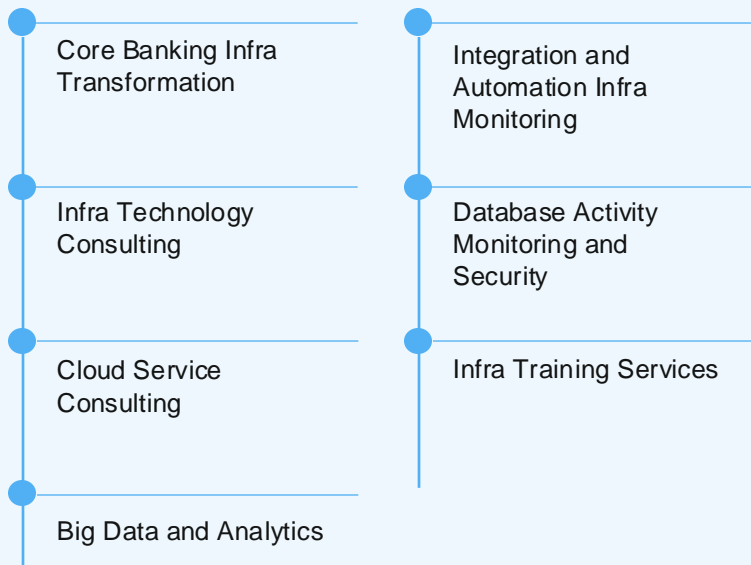 Core Banking Infra
Transformation
Infra Technology
Consulting
Cloud Service
Consulting
Big Data and Analytics
Integration and
Automation Infra
Monitoring
Database Activity
Monitoring and
Security
Infra Training Services